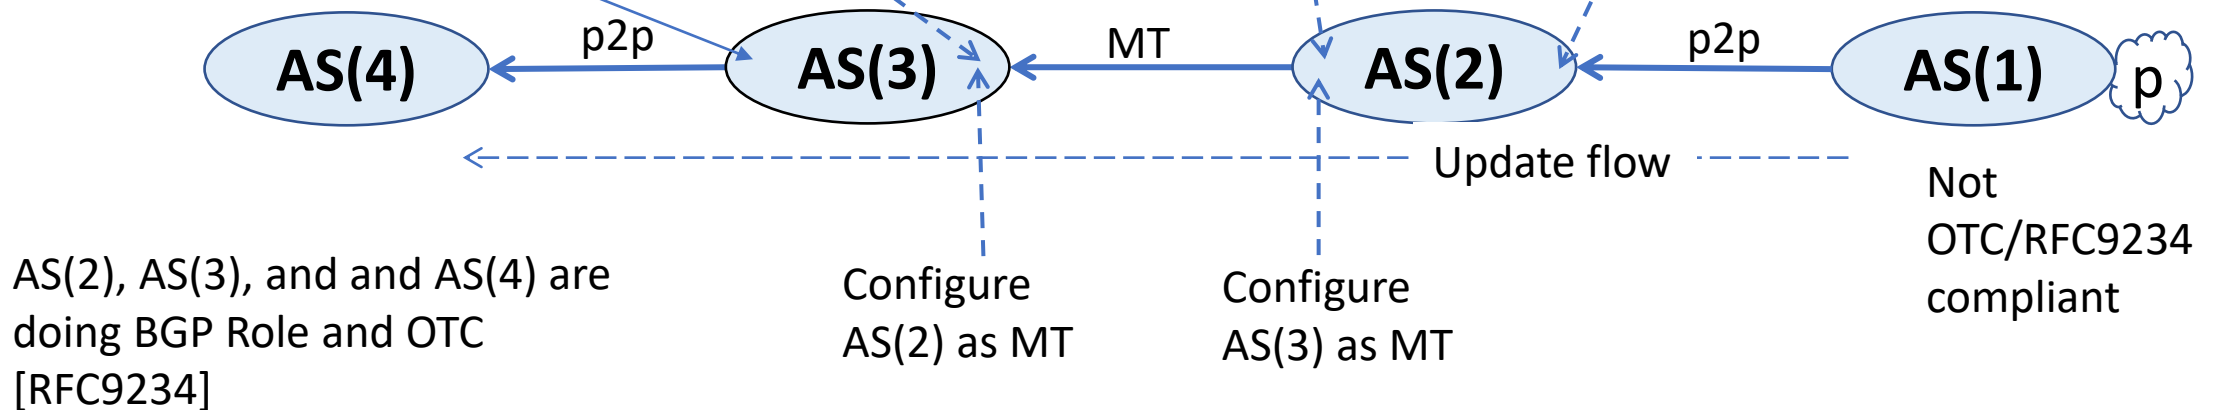 p2p
MT
p2p
AS(4)
AS(3)
AS(2)
AS(1)
p
Update flow
Not
OTC/RFC9234
compliant
AS(2), AS(3), and and AS(4) are
doing BGP Role and OTC
[RFC9234]
Configure
AS(2) as MT
Configure
AS(3) as MT